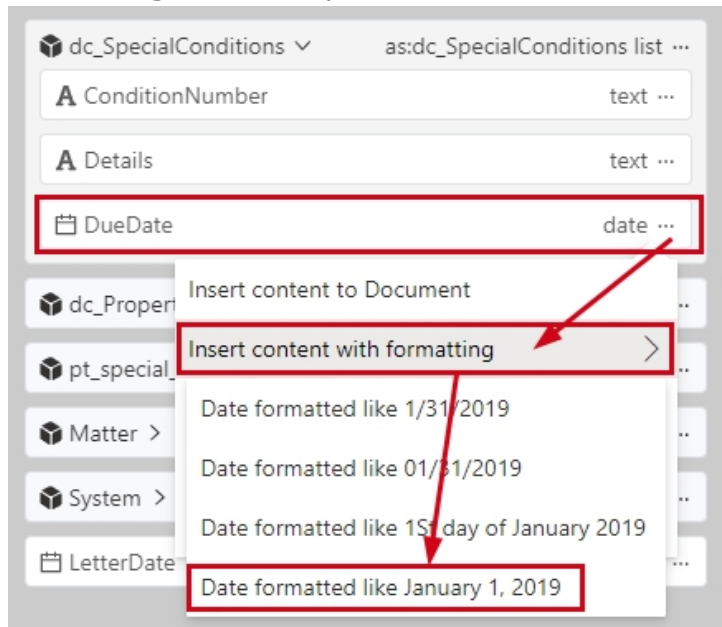 dc_SpecialConditions as:dc_SpecialConditions list ...
A ConditionNumber text ...
A Details text ...
DueDate date ...
Insert content to Document
dc_Propert ..
Insert content with formatting >
pt_special_ ..
Date formatted like 1/31/2019
Matter > ..
Date formatted like 01/31/2019
System > ..
Date formatted like 1St day of January 2019
LetterDate ...
Date formatted like January 1, 2019